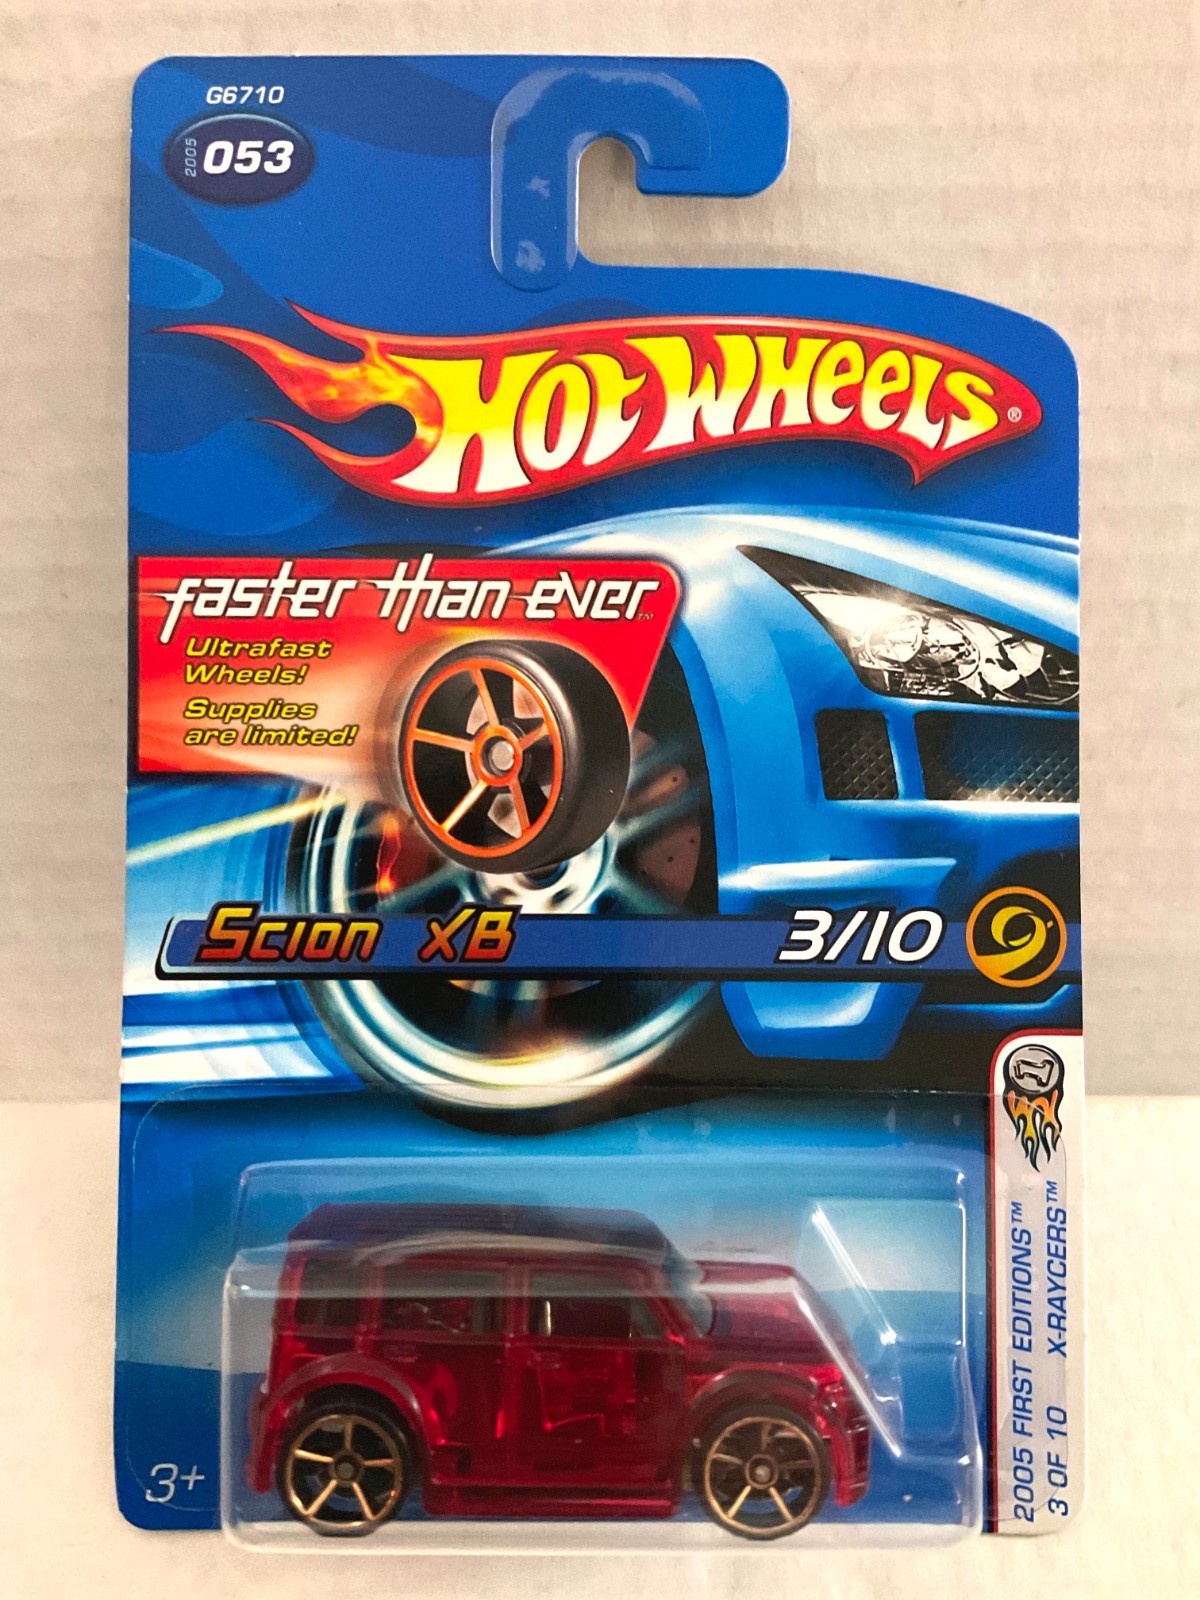 G6710
2005 053
HOT WHEELS®
faster than ever™
Ultrafast
Wheels!
Supplies
are limited!
Scion xB 3/10
1
2005 FIRST EDITIONS™
3 OF 10 X-RAYCERS™
3+